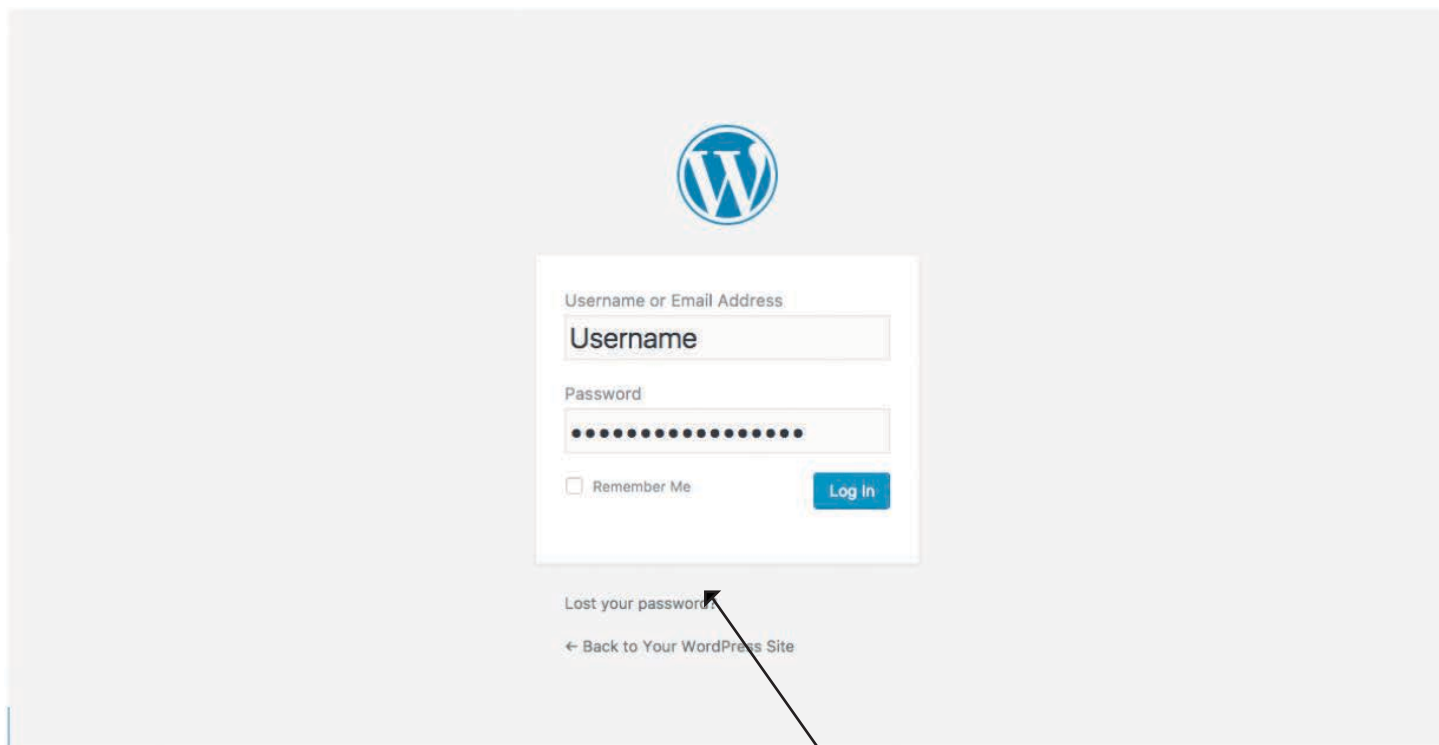 Username or Email Address
Username
Password
•••••••••••••••••
Remember Me
Log In
Lost your password?
← Back to Your WordPress Site